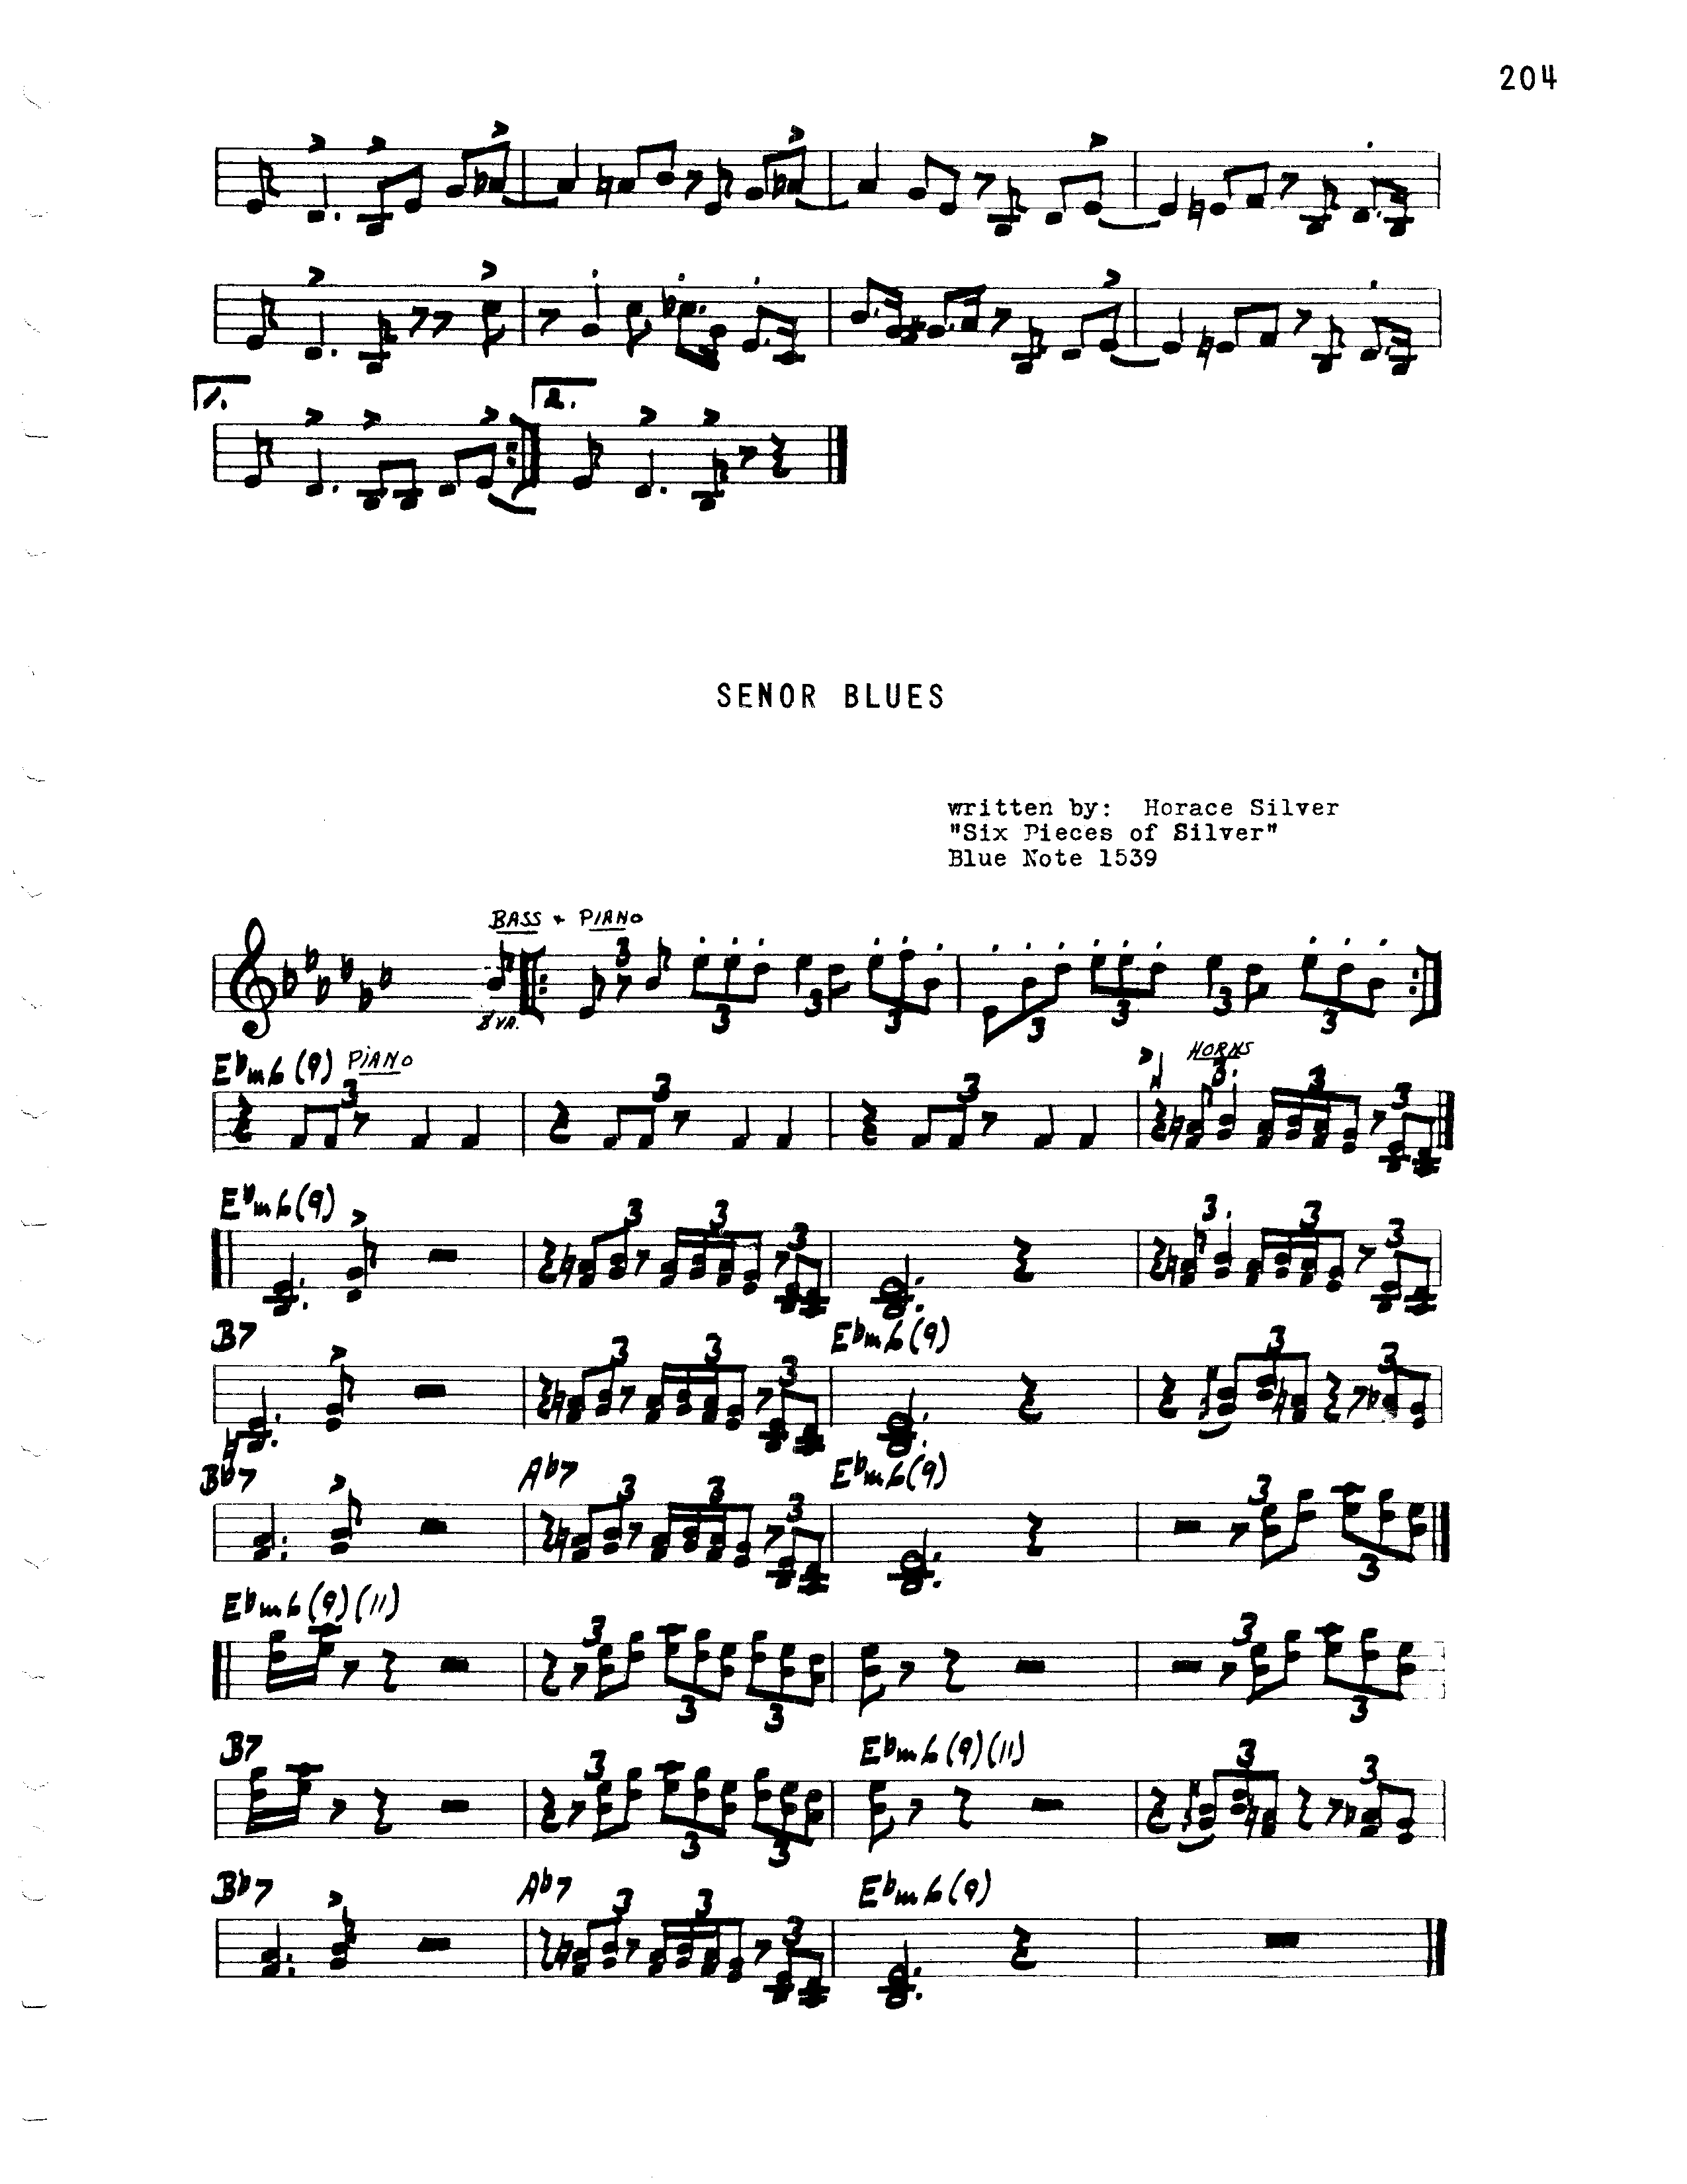 204
1. 2.
SENOR BLUES
written by: Horace Silver
"Six Pieces of Silver"
Blue Note 1539
BASS + PIANO
3
8VA. 3 3 3 3 3 3 3
E♭m6(9) PIANO HORNS
3 3 3 3 3 3
E♭m6(9)
3 3 3 3 3 3
B7 E♭m6(9)
3 3 3 3 3
B♭7 A♭7 E♭m6(9)
3 3 3 3
3
E♭m6(9)(11)
3 3
3 3 3
B7 E♭m6(9)(11)
3 3 3
3 3
B♭7 A♭7 E♭m6(9)
3 3 3